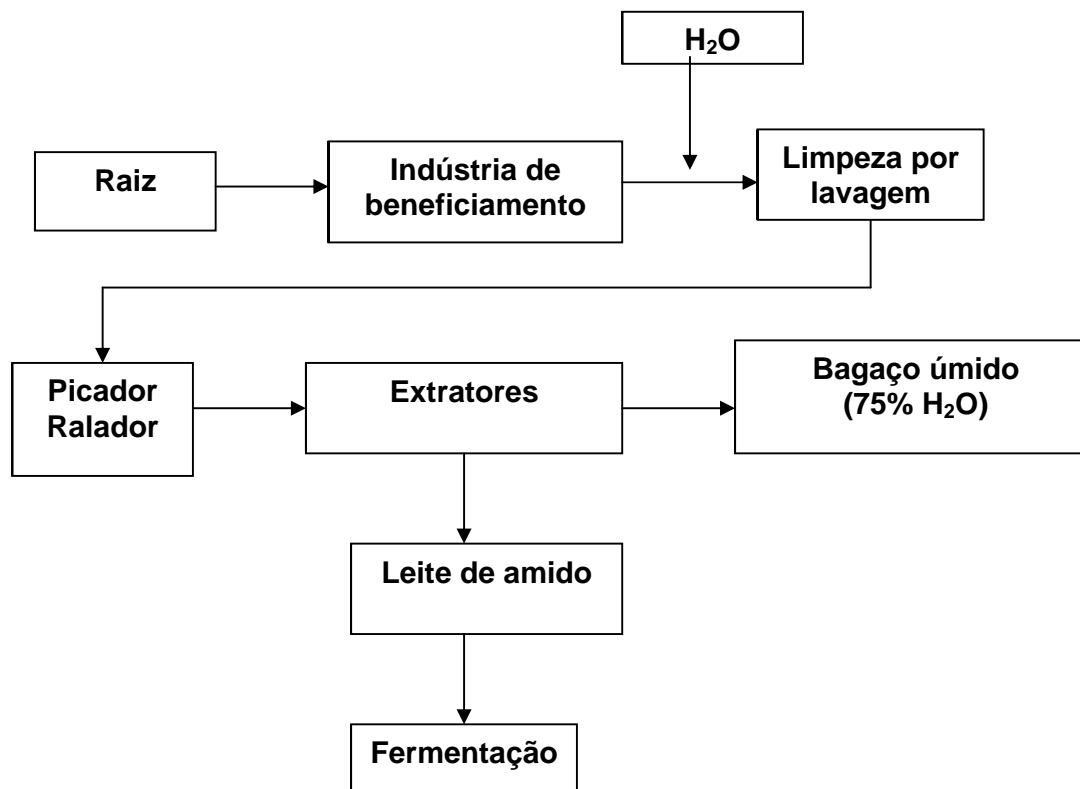 H₂O
Raiz
Indústria de
beneficiamento
Limpeza por
lavagem
Picador
Ralador
Extratores
Bagaço úmido
(75% H₂O)
Leite de amido
Fermentação